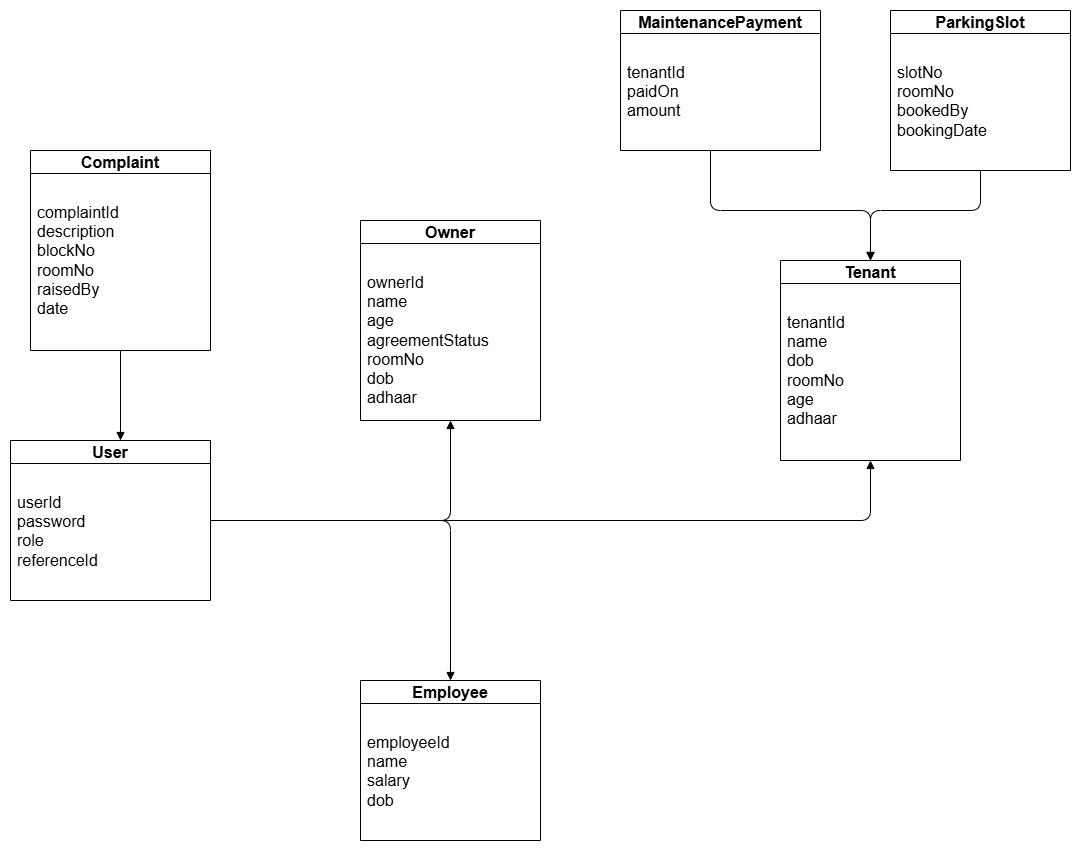 MaintenancePayment
tenantId
paidOn
amount
ParkingSlot
slotNo
roomNo
bookedBy
bookingDate
Complaint
complaintId
description
blockNo
roomNo
raisedBy
date
Owner
ownerId
name
age
agreementStatus
roomNo
dob
adhaar
Tenant
tenantId
name
dob
roomNo
age
adhaar
User
userId
password
role
referenceId
Employee
employeeId
name
salary
dob